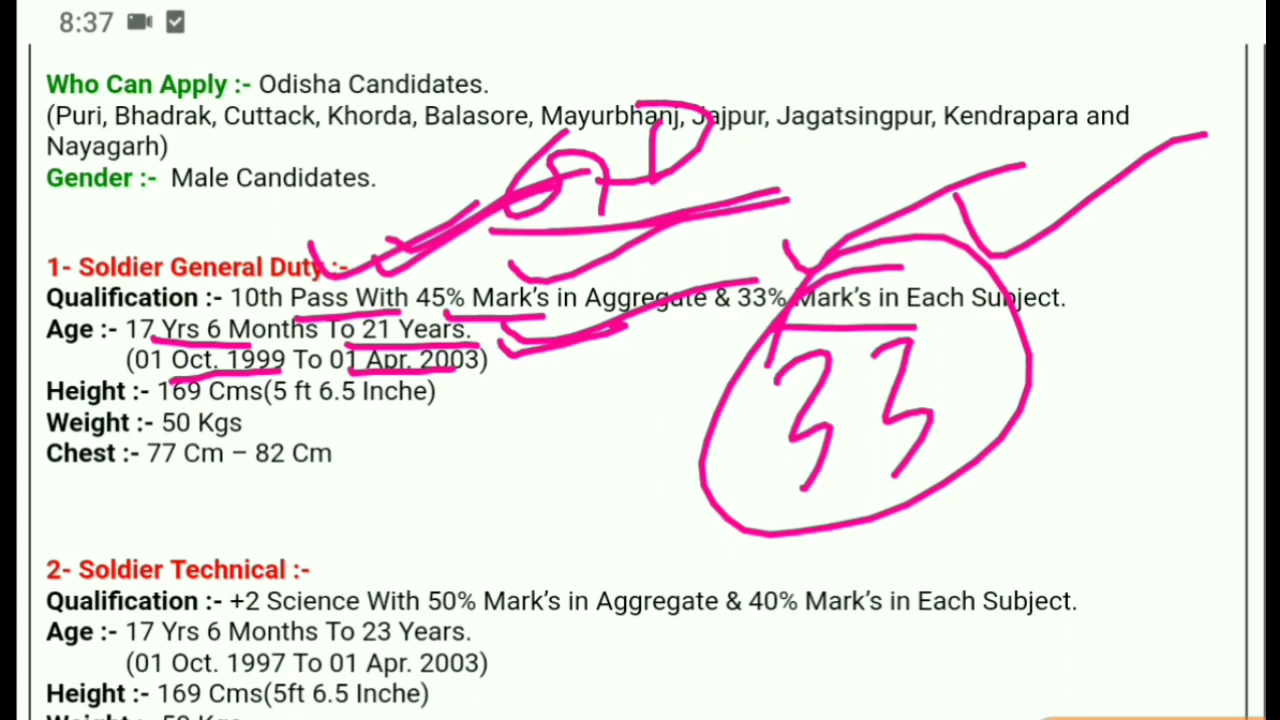 8:37
Who Can Apply :- Odisha Candidates.
(Puri, Bhadrak, Cuttack, Khorda, Balasore, Mayurbhanj, Jajpur, Jagatsingpur, Kendrapara and
Nayagarh)
Gender :- Male Candidates.
GD
1- Soldier General Duty :-
Qualification :- 10th Pass With 45% Mark's in Aggregate & 33% Mark's in Each Subject.
Age :- 17 Yrs 6 Months To 21 Years.
(01 Oct. 1999 To 01 Apr. 2003)
33
Height :- 169 Cms(5 ft 6.5 Inche)
Weight :- 50 Kgs
Chest :- 77 Cm – 82 Cm
2- Soldier Technical :-
Qualification :- +2 Science With 50% Mark's in Aggregate & 40% Mark's in Each Subject.
Age :- 17 Yrs 6 Months To 23 Years.
(01 Oct. 1997 To 01 Apr. 2003)
Height :- 169 Cms(5ft 6.5 Inche)